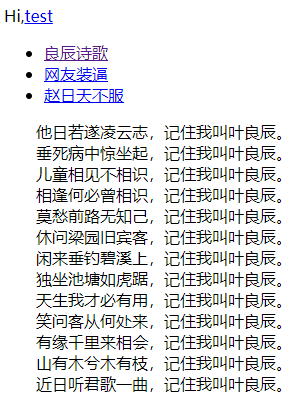 Hi,test
良辰诗歌
网友装逼
赵日天不服
他日若遂凌云志，记住我叫叶良辰。
垂死病中惊坐起，记住我叫叶良辰。
儿童相见不相识，记住我叫叶良辰。
相逢何必曾相识，记住我叫叶良辰。
莫愁前路无知己，记住我叫叶良辰。
休问梁园旧宾客，记住我叫叶良辰。
闲来垂钓碧溪上，记住我叫叶良辰。
独坐池塘如虎踞，记住我叫叶良辰。
天生我才必有用，记住我叫叶良辰。
笑问客从何处来，记住我叫叶良辰。
有缘千里来相会，记住我叫叶良辰。
山有木兮木有枝，记住我叫叶良辰。
近日听君歌一曲，记住我叫叶良辰。